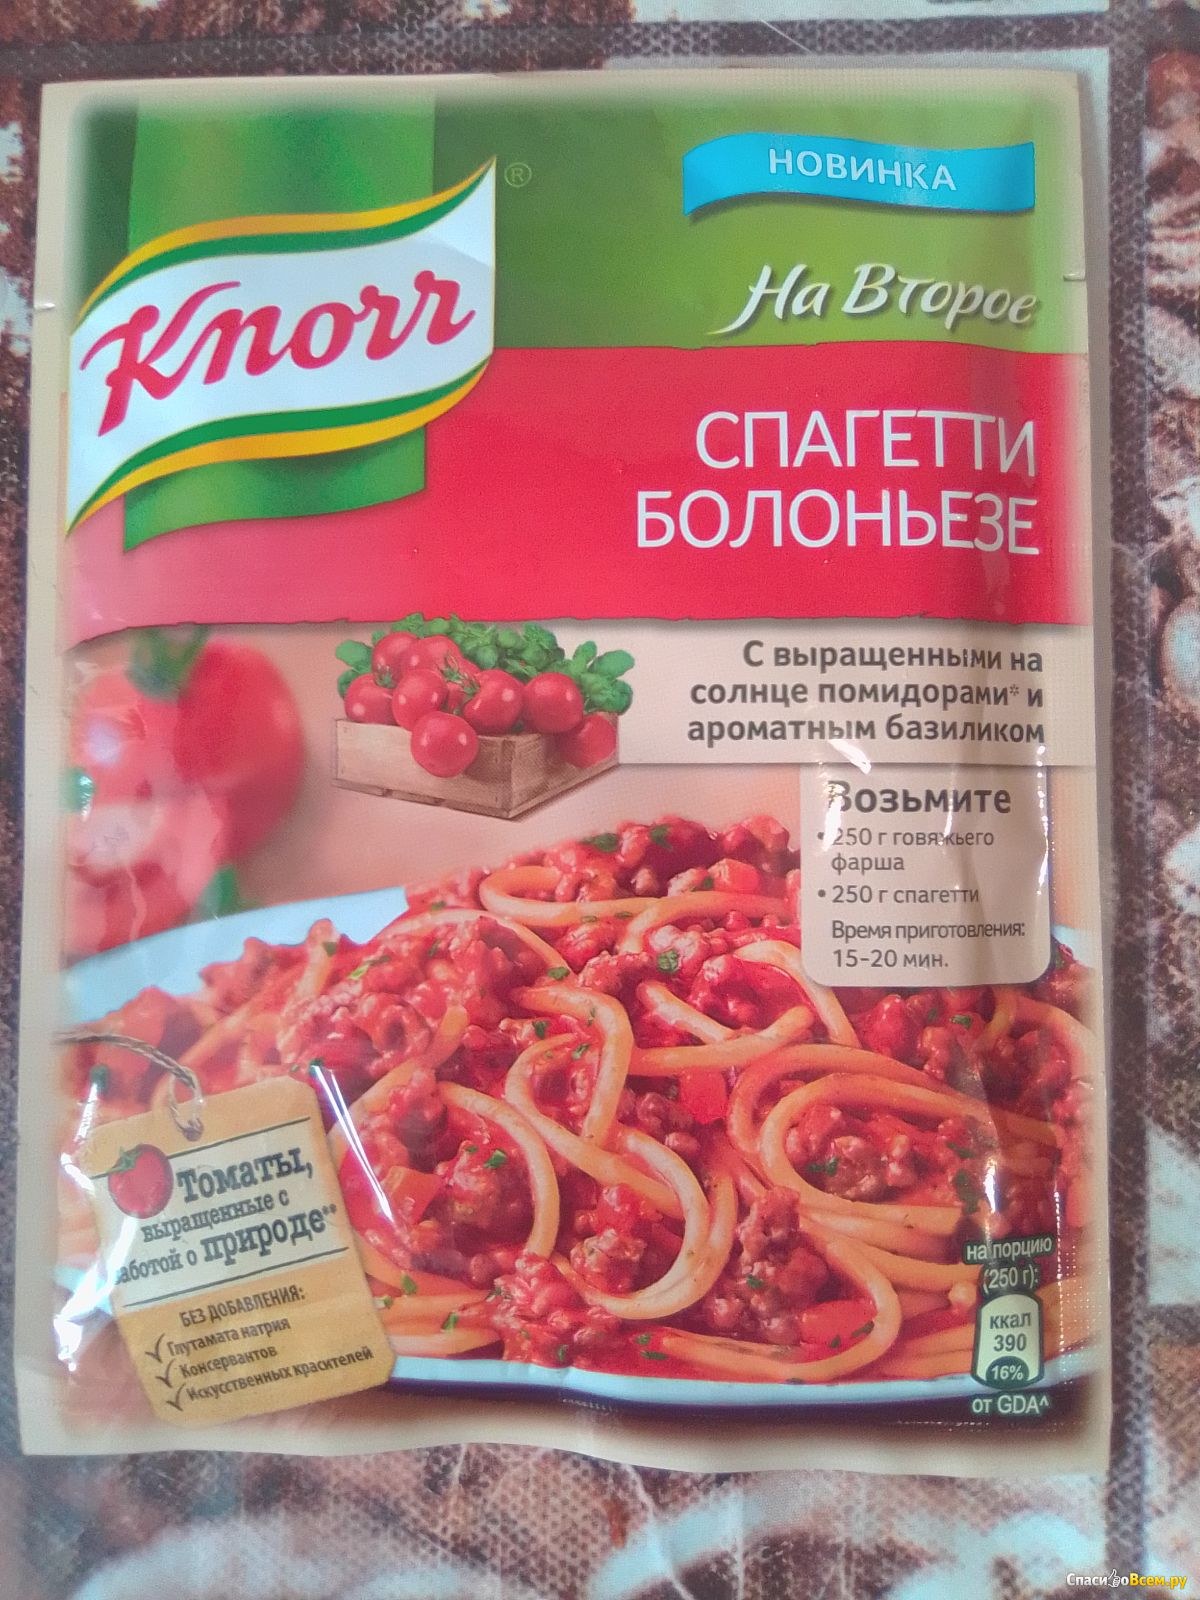 НОВИНКА
Knorr®
На Второе
СПАГЕТТИ
БОЛОНЬЕЗЕ
С выращенными на
солнце помидорами* и
ароматным базиликом
Возьмите
• 250 г говяжьего
фарша
• 250 г спагетти
Время приготовления:
15-20 мин.
Томаты,
выращенные с
заботой о природе**
БЕЗ ДОБАВЛЕНИЯ:
Глутамата натрия
Консервантов
Искусственных красителей
на порцию
(250 г):
ккал
390
16%
от GDA^
СпасибоВсем.ру